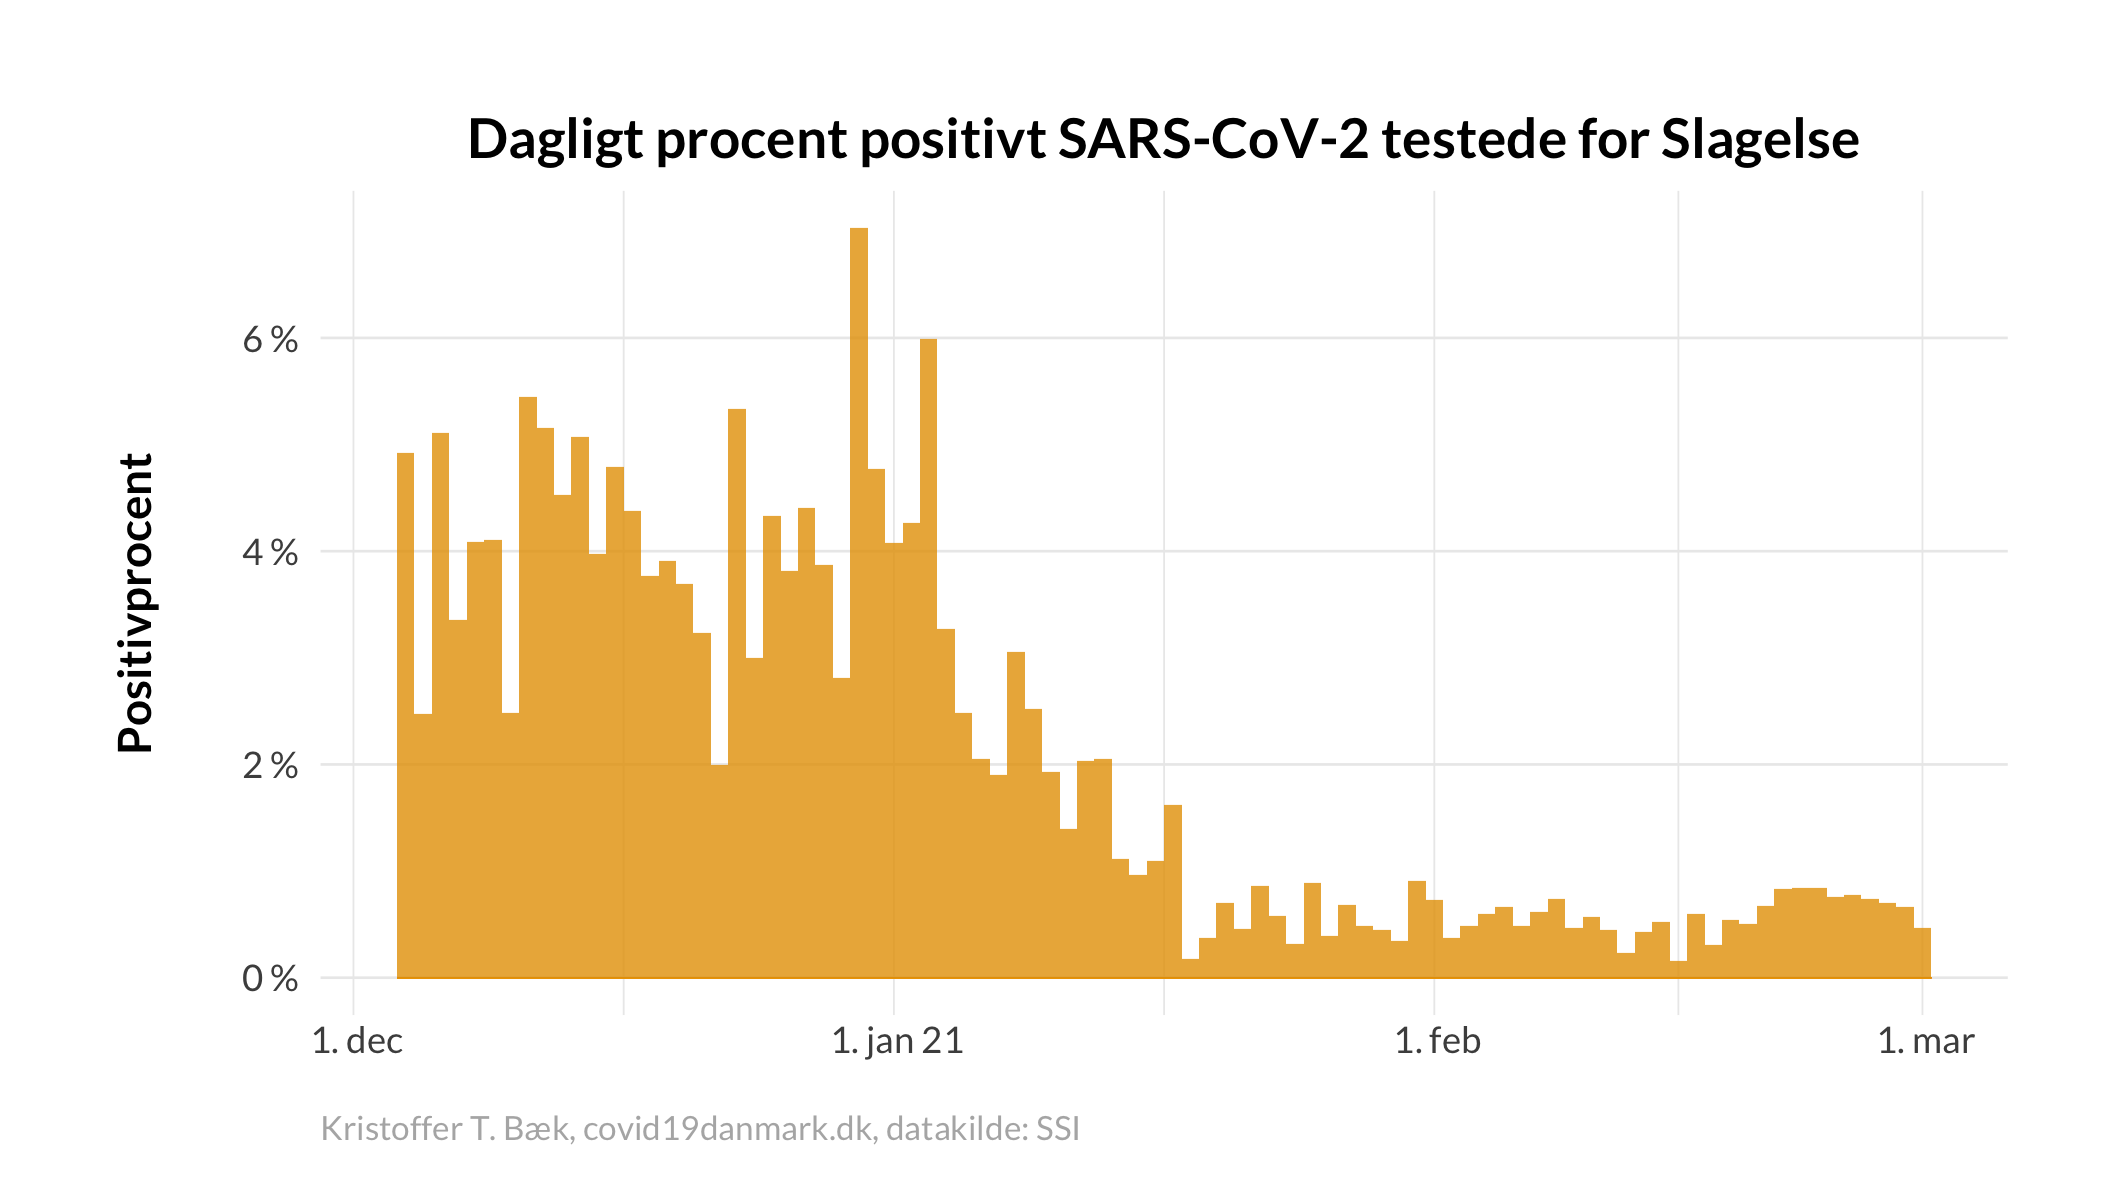 Dagligt procent positivt SARS-CoV-2 testede for Slagelse
Positivprocent
6 %
4 %
2 %
0 %
1. dec
1. jan 21
1. feb
1. mar
Kristoffer T. Bæk, covid19danmark.dk, datakilde: SSI